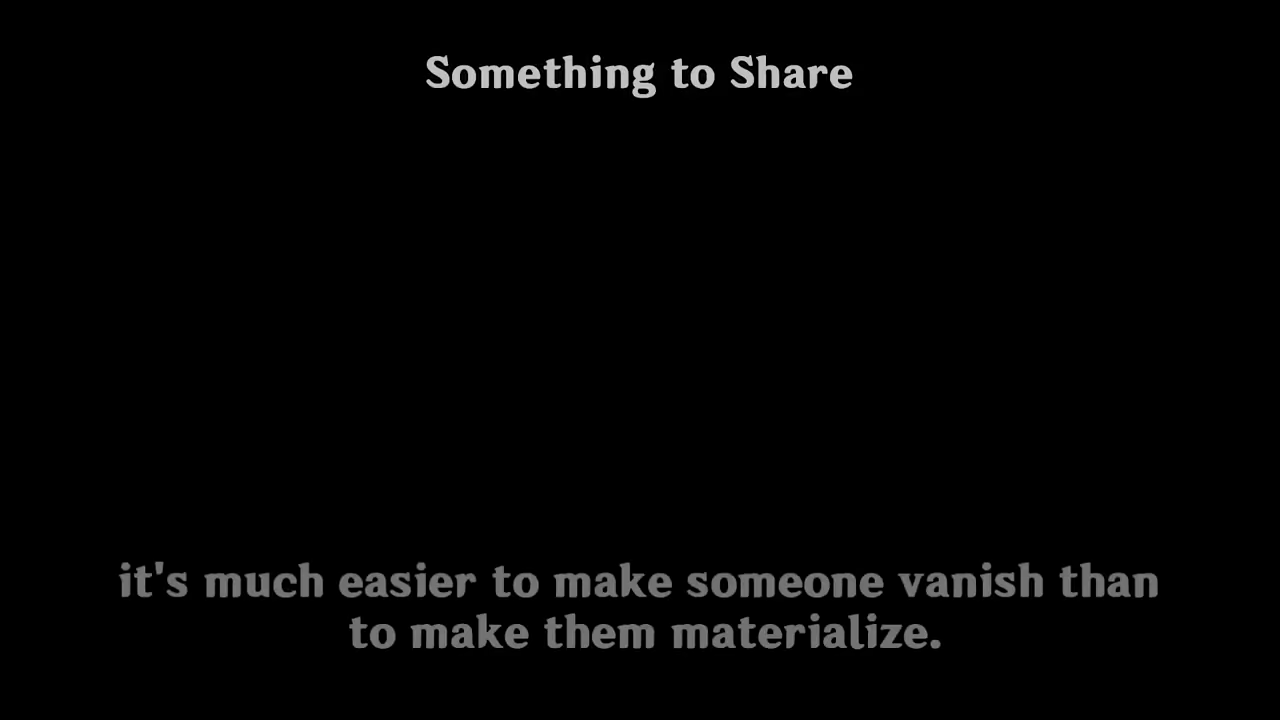 Something to Share
it's much easier to make someone vanish than
to make them materialize.